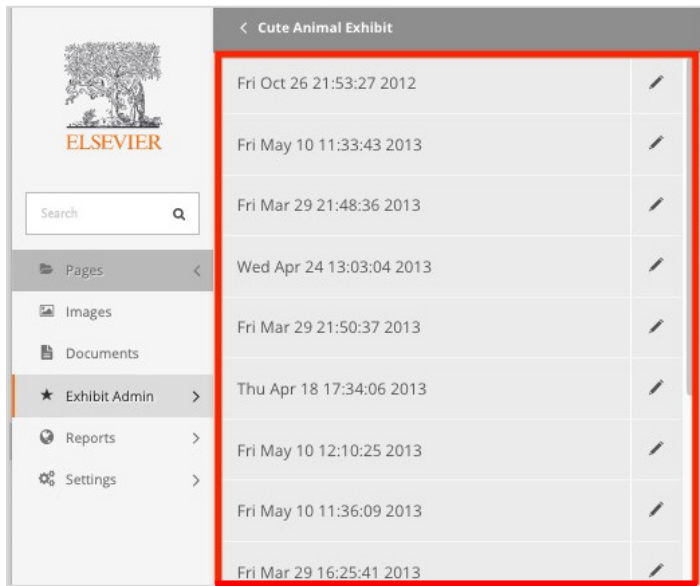 Cute Animal Exhibit
ELSEVIER
Search
Pages
Images
Documents
Exhibit Admin
Reports
Settings
Fri Oct 26 21:53:27 2012
Fri May 10 11:33:43 2013
Fri Mar 29 21:48:36 2013
Wed Apr 24 13:03:04 2013
Fri Mar 29 21:50:37 2013
Thu Apr 18 17:34:06 2013
Fri May 10 12:10:25 2013
Fri May 10 11:36:09 2013
Fri Mar 29 16:25:41 2013